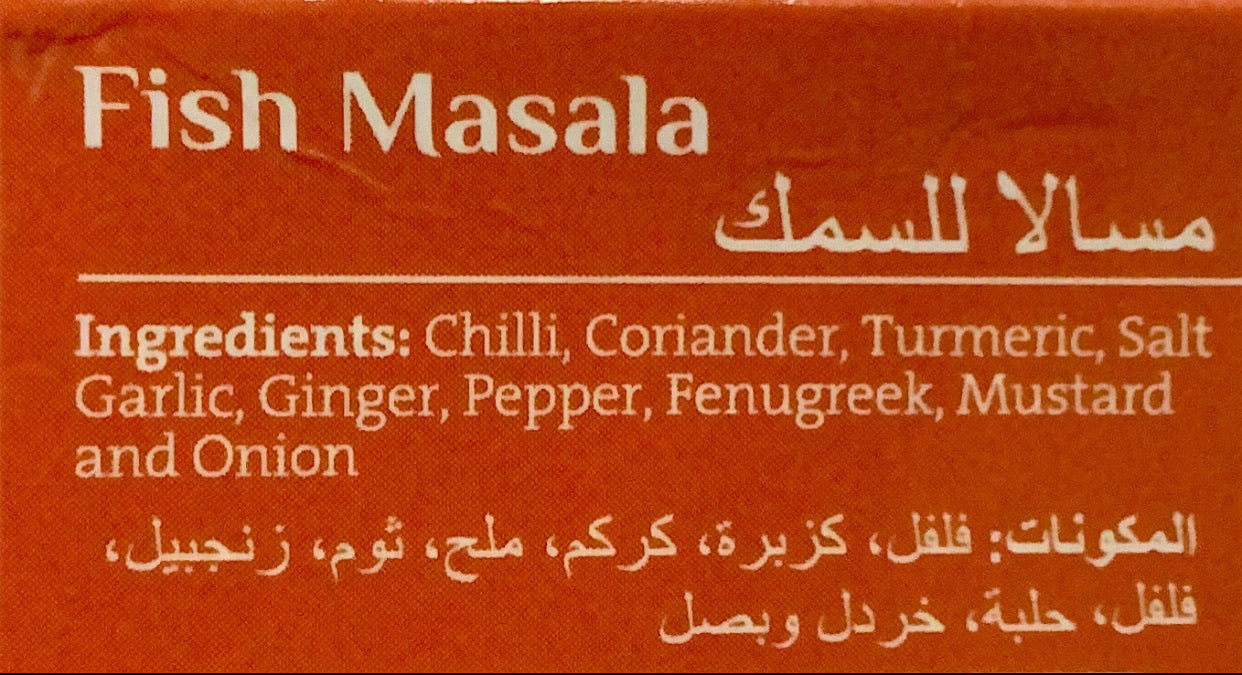 Fish Masala
مسالا للسمك
Ingredients: Chilli, Coriander, Turmeric, Salt
Garlic, Ginger, Pepper, Fenugreek, Mustard
and Onion
المكونات: فلفل، كزبرة، كركم، ملح، ثوم، زنجبيل،
فلفل، حلبة، خردل وبصل